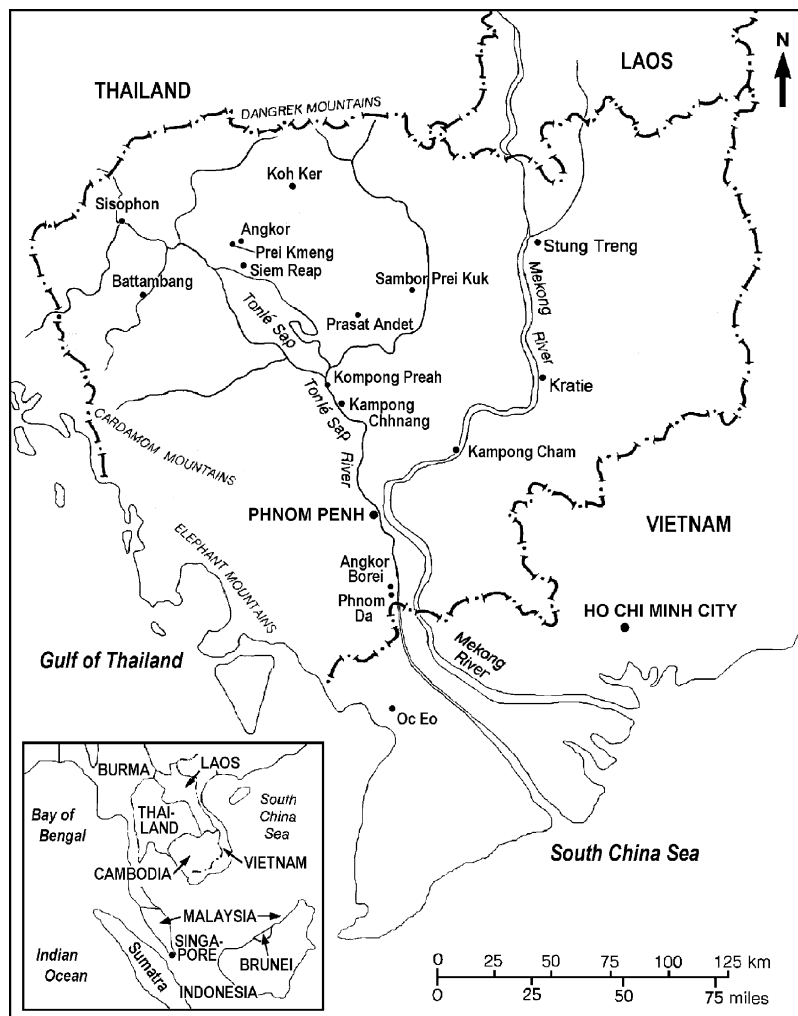 N
LAOS
THAILAND
DANGREK MOUNTAINS
Koh Ker
Sisophon
Angkor
Prei Kmeng
Siem Reap
Stung Treng
Battambang
Sambor Prei Kuk
Mekong
River
Tonlé Sap
Prasat Andet
Kompong Preah
Kratie
Tonlé Sap
River
Kampong
Chhnang
CARDAMOM MOUNTAINS
Kampong Cham
PHNOM PENH
VIETNAM
ELEPHANT MOUNTAINS
Angkor
Borei
Phnom
Da
HO CHI MINH CITY
Mekong
River
Gulf of Thailand
Oc Eo
South China Sea
BURMA
LAOS
Bay of
Bengal
THAI-
LAND
South
China
Sea
CAMBODIA
VIETNAM
MALAYSIA
SINGA-
PORE
BRUNEI
Indian
Ocean
Sumatra
INDONESIA
0 25 50 75 100 125 km
0 25 50 75 miles